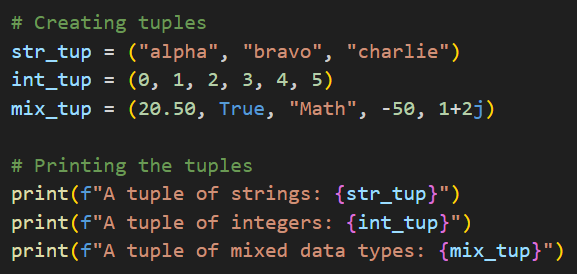 # Creating tuples
str_tup = ("alpha", "bravo", "charlie")
int_tup = (0, 1, 2, 3, 4, 5)
mix_tup = (20.50, True, "Math", -50, 1+2j)
# Printing the tuples
print(f"A tuple of strings: {str_tup}")
print(f"A tuple of integers: {int_tup}")
print(f"A tuple of mixed data types: {mix_tup}")